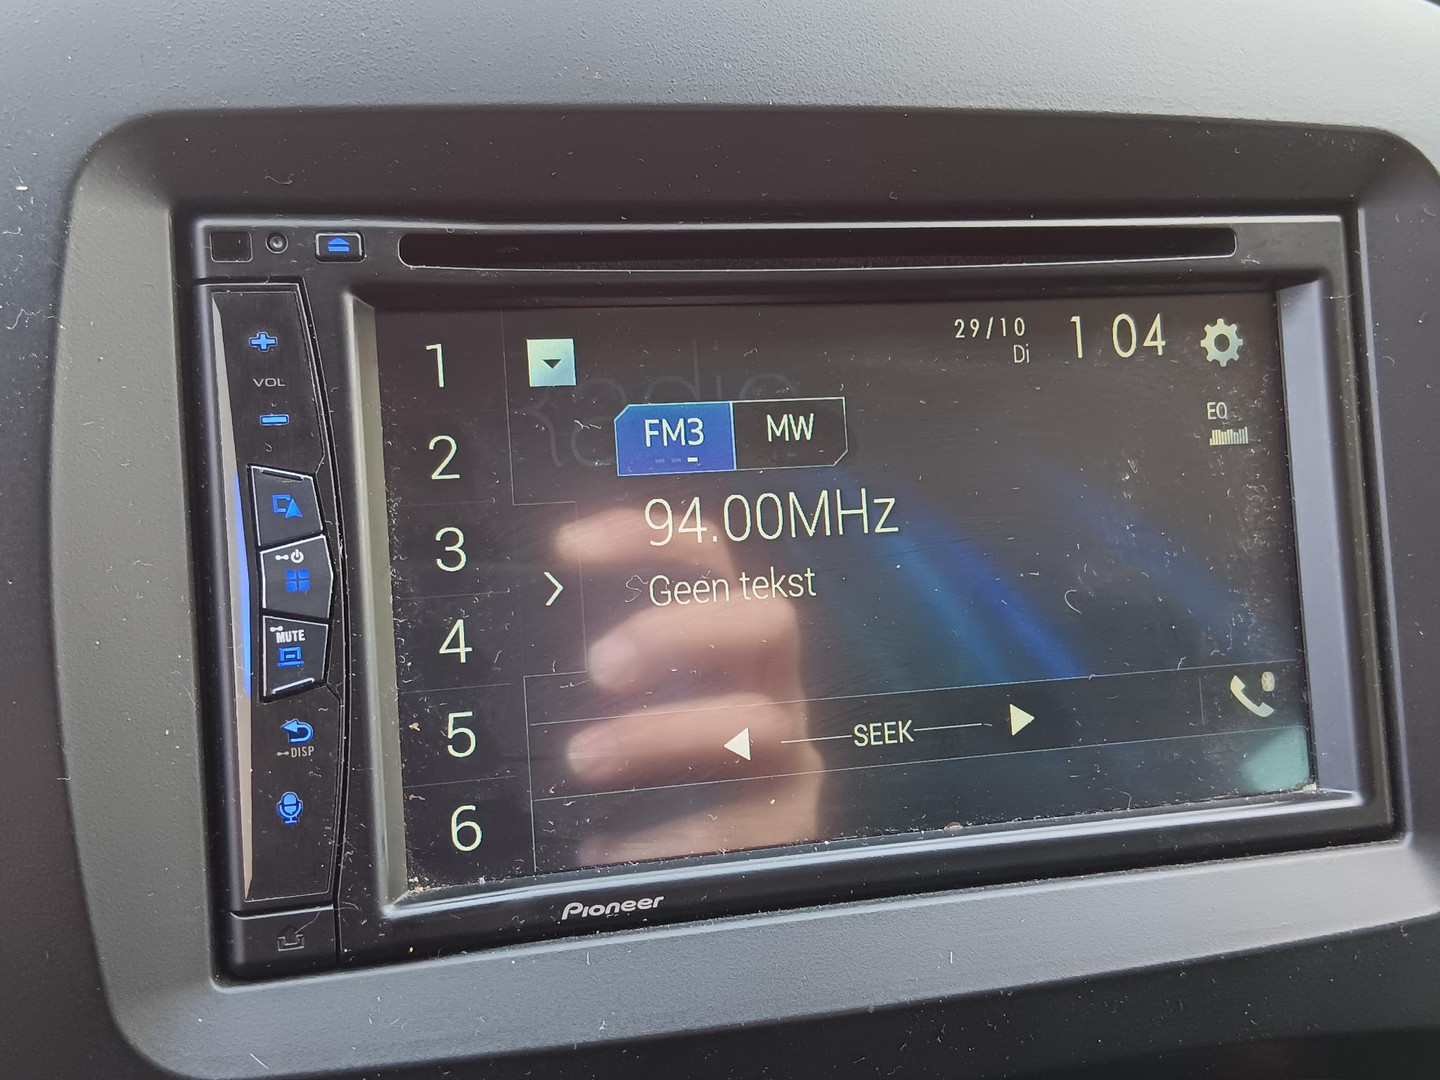 VOL
MUTE
DISP
1
2
3
4
5
6
29/10
Di
1 04
Radio
EQ
FM3
MW
94.00MHz
Geen tekst
SEEK
Pioneer